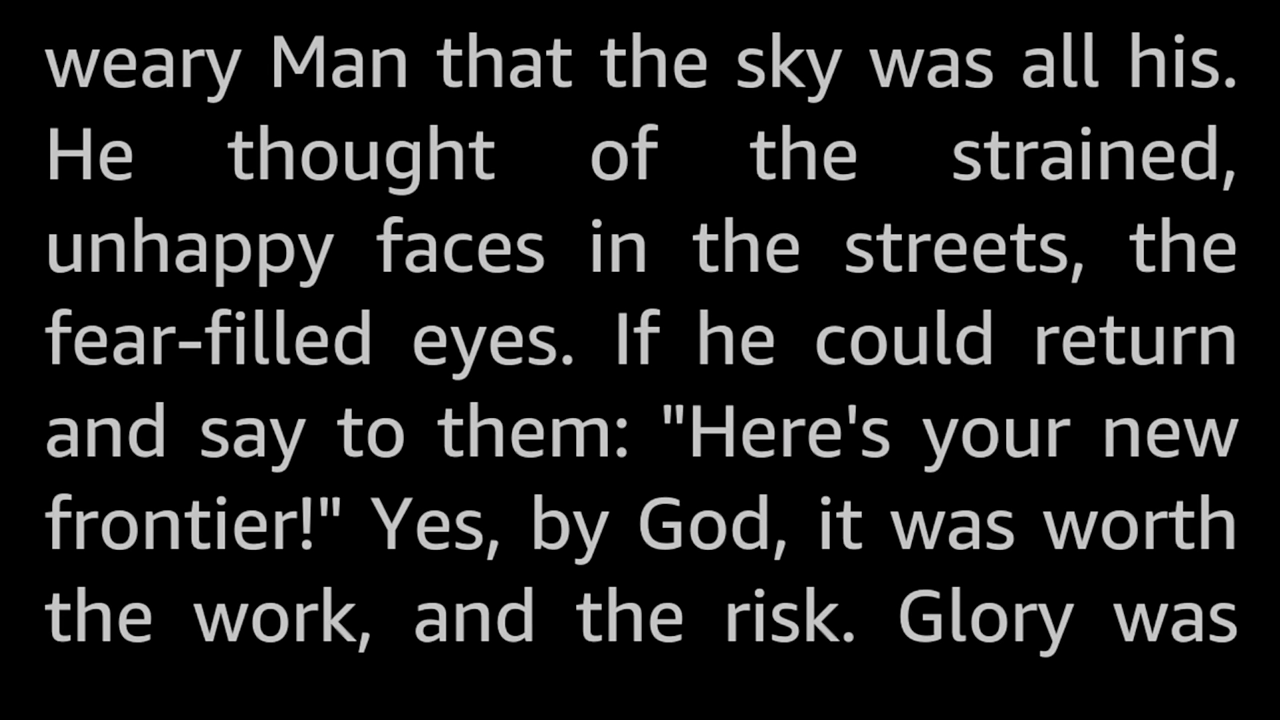 weary Man that the sky was all his.
He thought of the strained,
unhappy faces in the streets, the
fear-filled eyes. If he could return
and say to them: "Here's your new
frontier!" Yes, by God, it was worth
the work, and the risk. Glory was